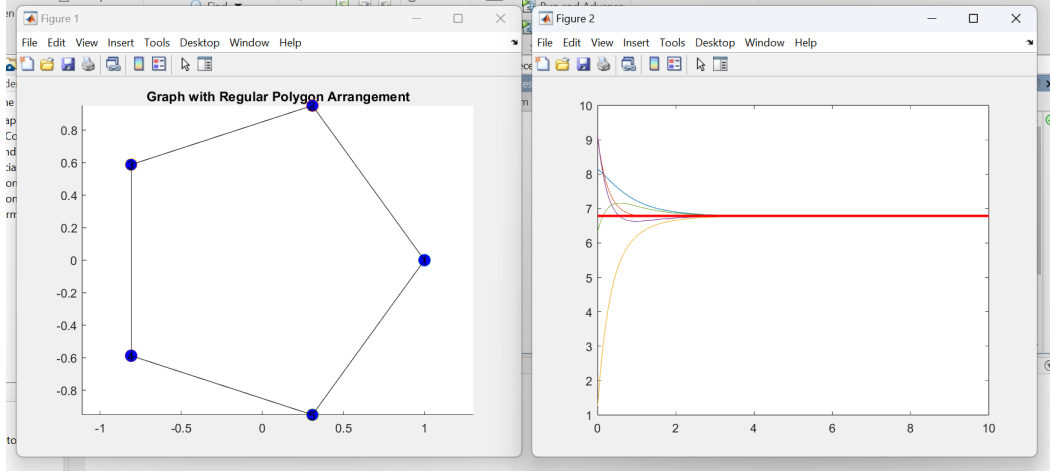 Figure 1
File Edit View Insert Tools Desktop Window Help
Graph with Regular Polygon Arrangement
0.8
0.6
0.4
0.2
0
-0.2
-0.4
-0.6
-0.8
-1 -0.5 0 0.5 1
Figure 2
File Edit View Insert Tools Desktop Window Help
10
9
8
7
6
5
4
3
2
1
0 2 4 6 8 10